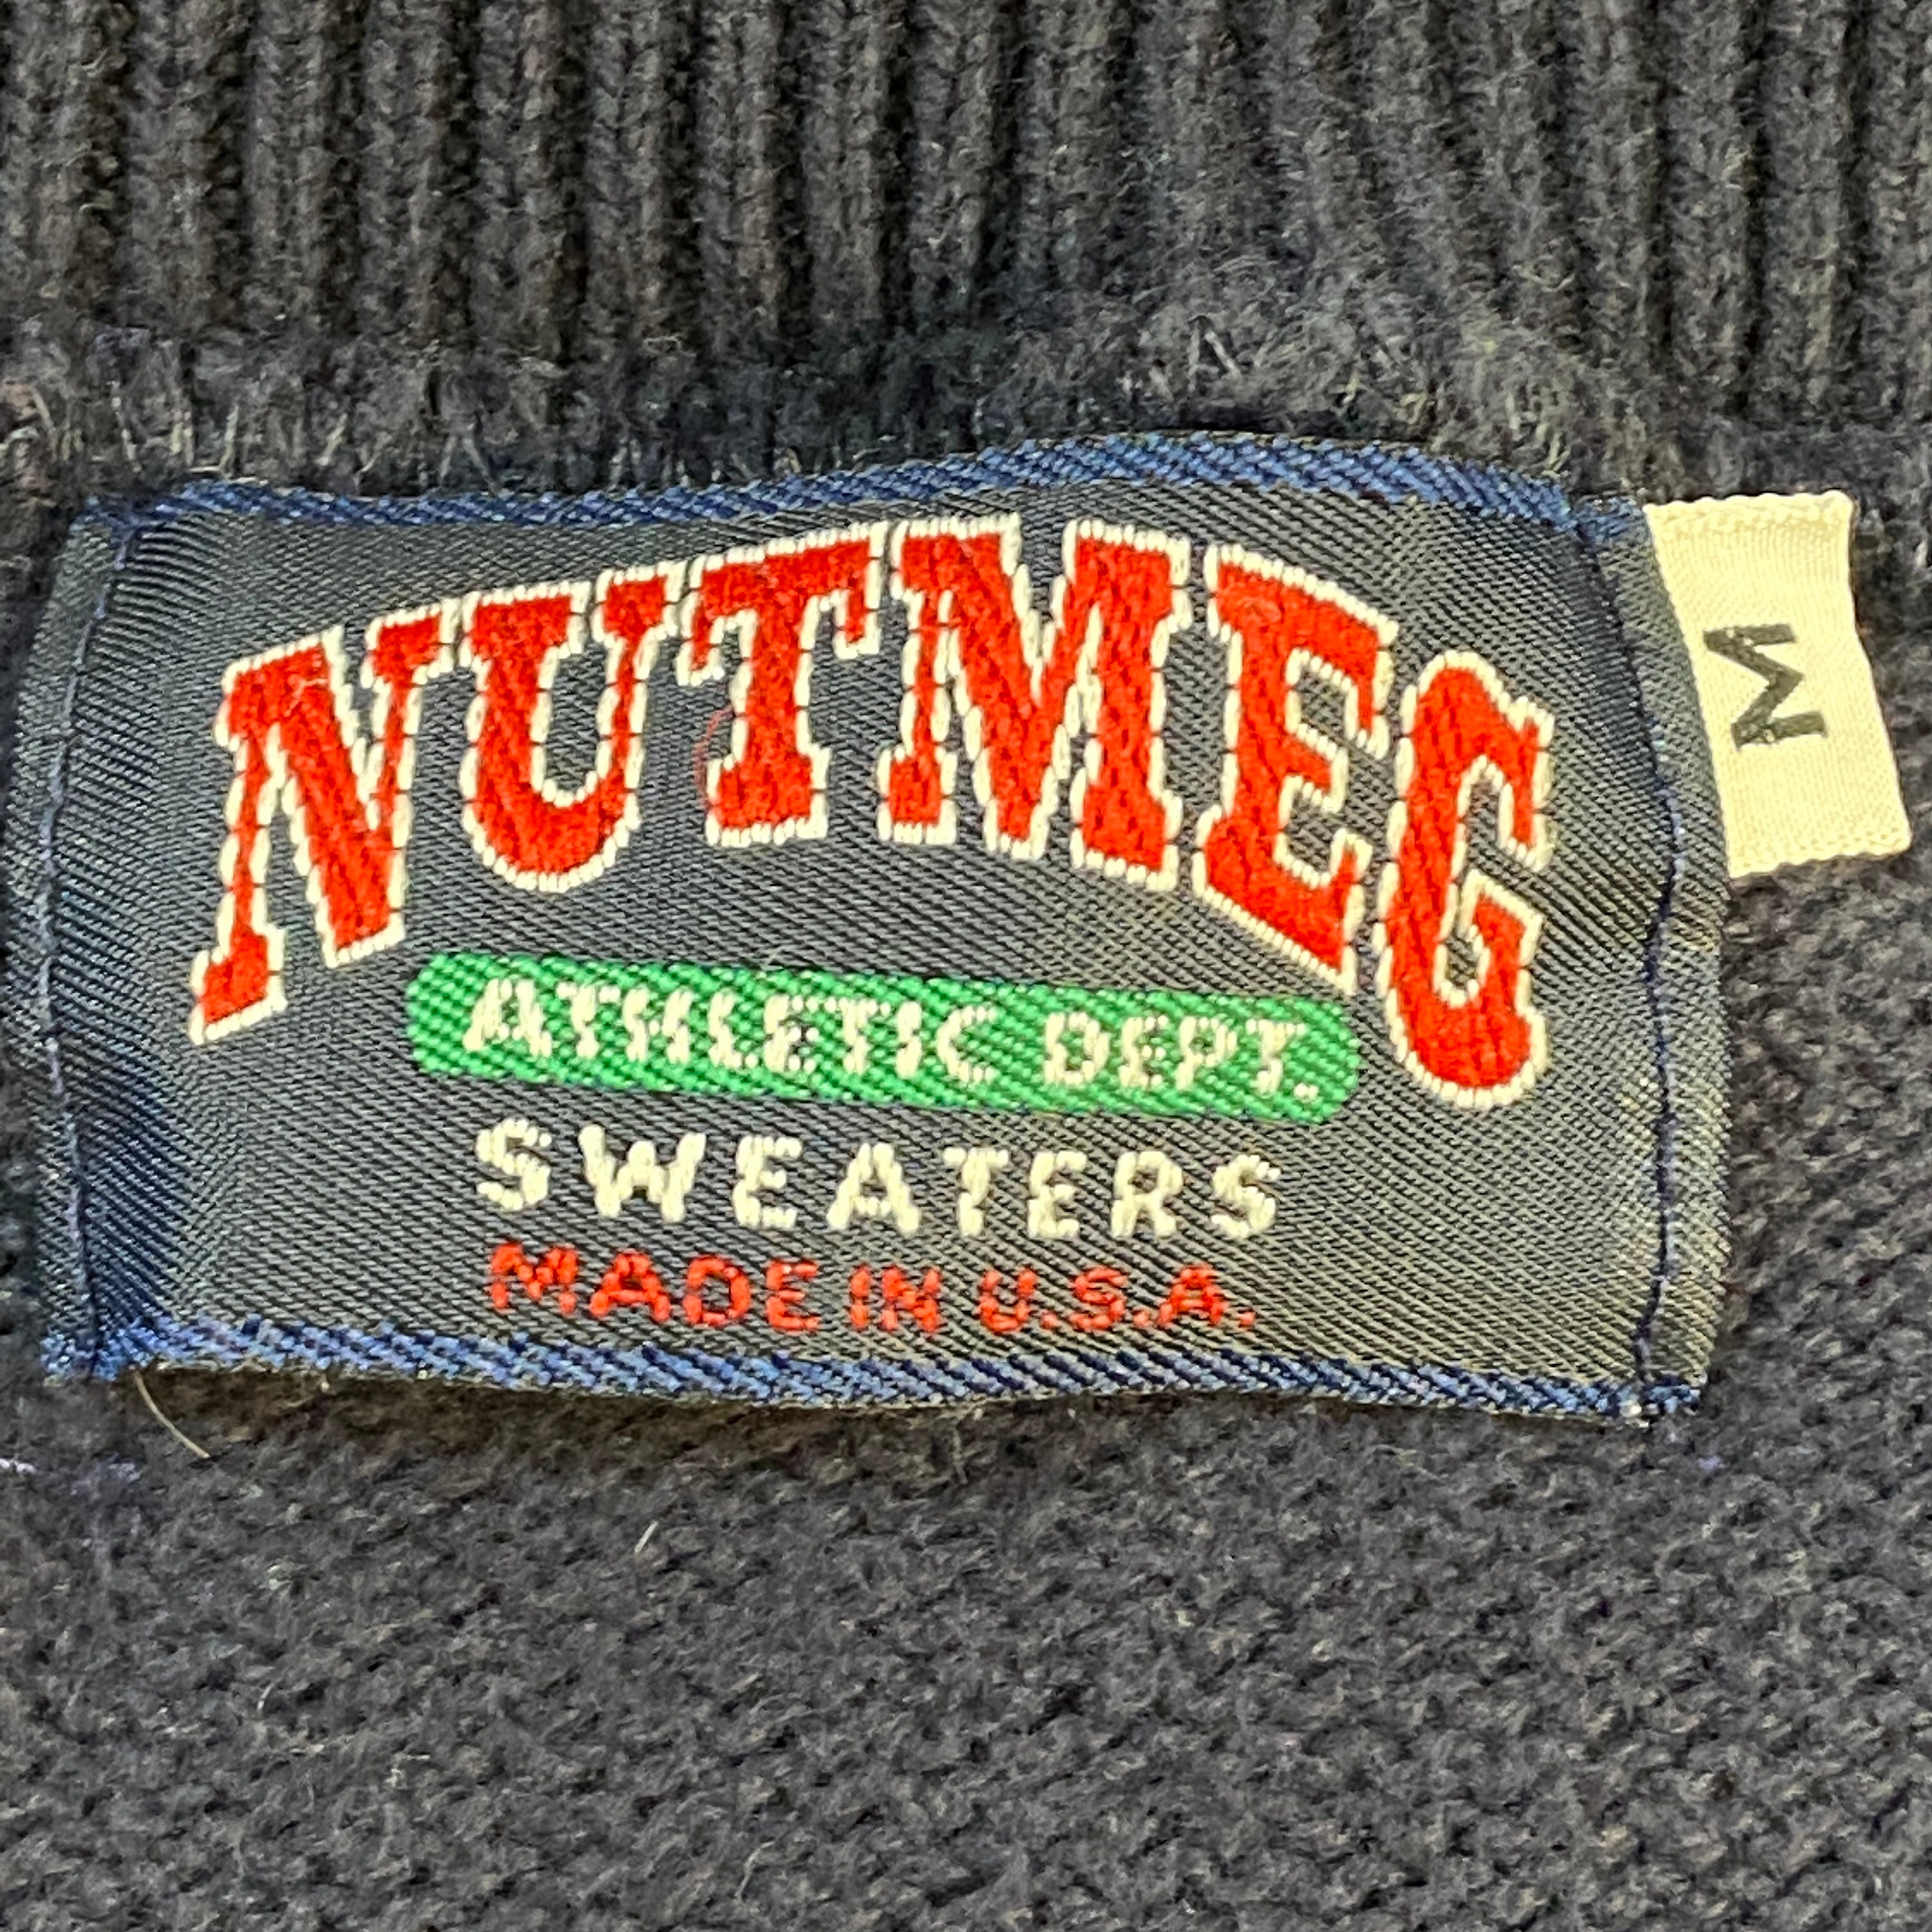 NUTMEG
ATHLETIC DEPT.
SWEATERS
MADE IN U.S.A.
M